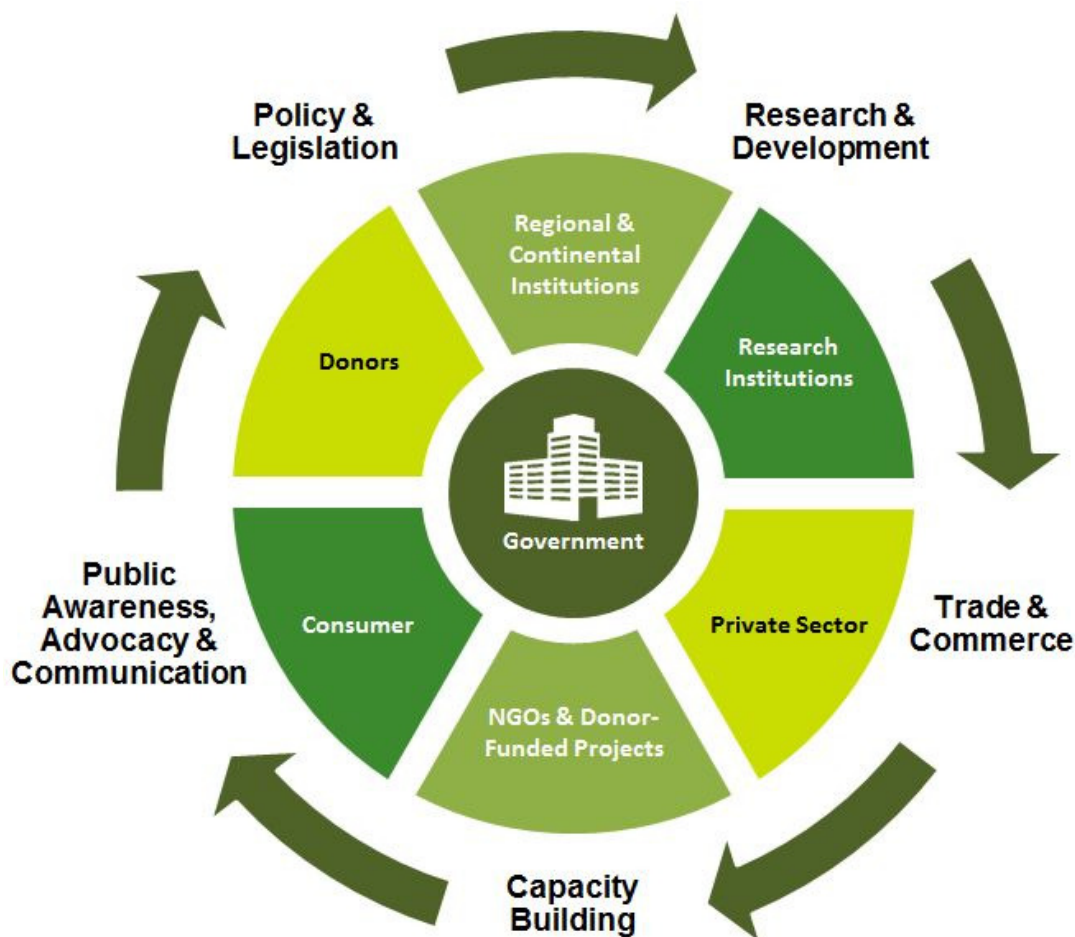 Policy &
Legislation
Research &
Development
Regional &
Continental
Institutions
Donors
Research
Institutions
Government
Public
Awareness,
Advocacy &
Communication
Consumer
Private Sector
Trade &
Commerce
NGOs & Donor-
Funded Projects
Capacity
Building